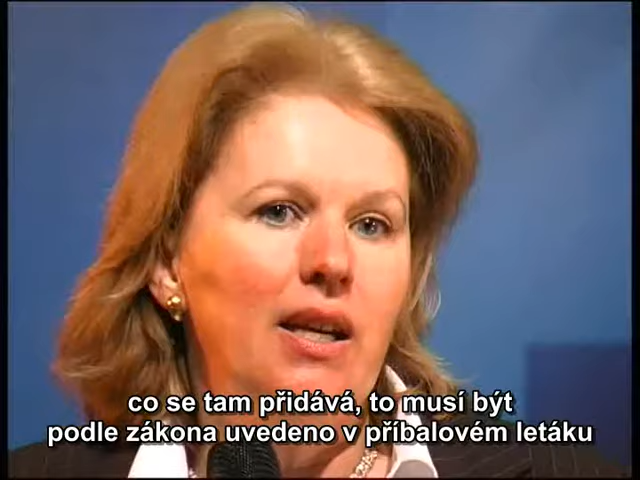 co se tam přidává, to musí být
podle zákona uvedeno v příbalovém letáku